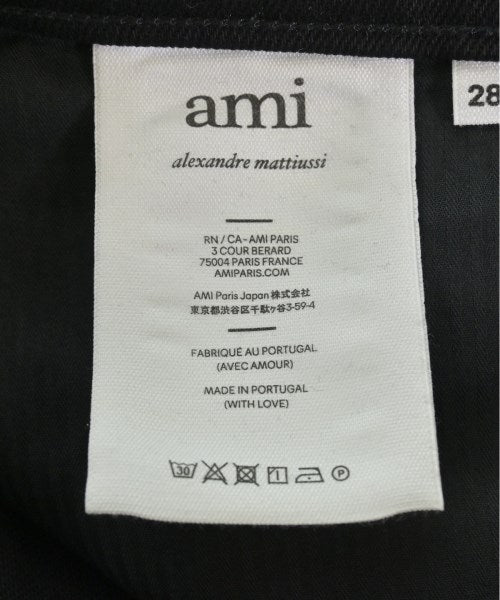 ami
alexandre mattiussi
28
RN / CA-AMI PARIS
3 COUR BERARD
75004 PARIS FRANCE
AMIPARIS.COM
AMI Paris Japan 株式会社
東京都渋谷区千駄ヶ谷3-59-4
FABRIQUÉ AU PORTUGAL
(AVEC AMOUR)
MADE IN PORTUGAL
(WITH LOVE)
30
P